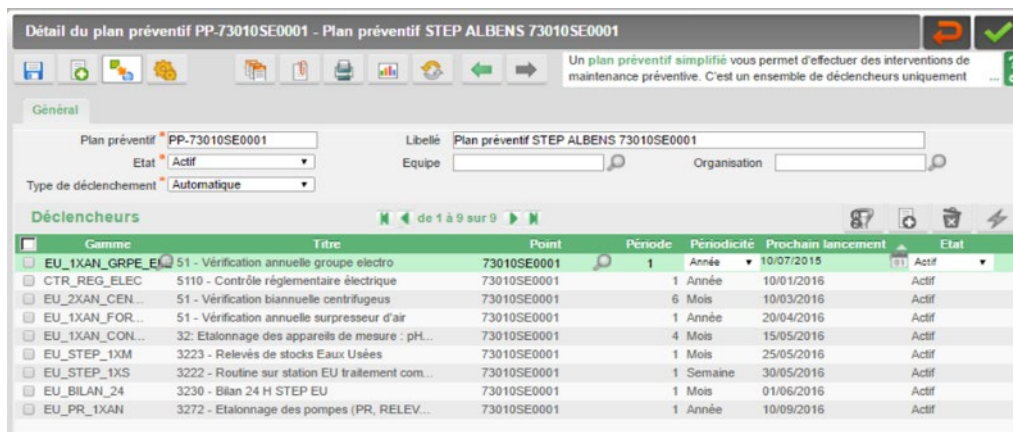 Détail du plan préventif PP-73010SE0001 - Plan préventif STEP ALBENS 73010SE0001
Un plan préventif simplifié vous permet d'effectuer des interventions de
maintenance préventive. C'est un ensemble de déclencheurs uniquement ...
Général
Plan préventif * PP-73010SE0001 Libellé Plan préventif STEP ALBENS 73010SE0001
Etat * Actif Equipe Organisation
Type de déclenchement * Automatique
Déclencheurs de 1 à 9 sur 9
Gamme Titre Point Période Périodicité Prochain lancement Etat
EU_1XAN_GRPE_E 51 - Vérification annuelle groupe electro 73010SE0001 1 Année 10/07/2015 01 Actif
CTR_REG_ELEC 5110 - Contrôle réglementaire électrique 73010SE0001 1 Année 10/01/2016 Actif
EU_2XAN_CEN... 51 - Vérification biannuelle centrifugeus 73010SE0001 6 Mois 10/03/2016 Actif
EU_1XAN_FOR... 51 - Vérification annuelle surpresseur d'air 73010SE0001 1 Année 20/04/2016 Actif
EU_1XAN_CON... 32: Etalonnage des appareils de mesure : pH... 73010SE0001 4 Mois 15/05/2016 Actif
EU_STEP_1XM 3223 - Relevés de stocks Eaux Usées 73010SE0001 1 Mois 25/05/2016 Actif
EU_STEP_1XS 3222 - Routine sur station EU traitement com... 73010SE0001 1 Semaine 30/05/2016 Actif
EU_BILAN_24 3230 - Bilan 24 H STEP EU 73010SE0001 1 Mois 01/06/2016 Actif
EU_PR_1XAN 3272 - Etalonnage des pompes (PR, RELEV... 73010SE0001 1 Année 10/09/2016 Actif